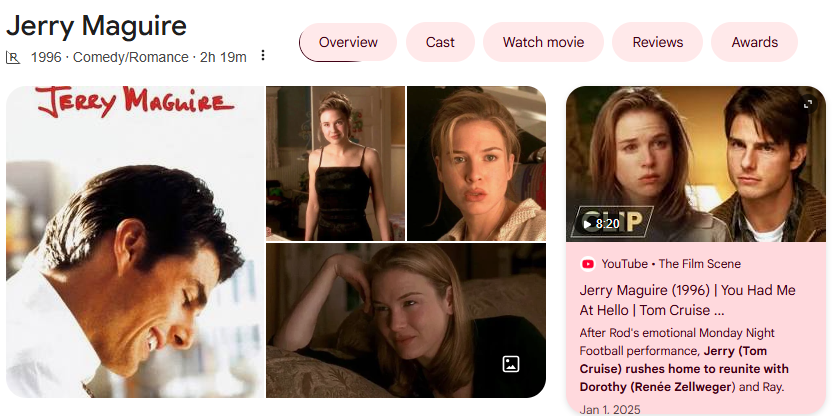 Jerry Maguire
R 1996 · Comedy/Romance · 2h 19m
Overview
Cast
Watch movie
Reviews
Awards
JERRY MAGUIRE
CLIP
8:20
YouTube • The Film Scene
Jerry Maguire (1996) | You Had Me
At Hello | Tom Cruise ...
After Rod's emotional Monday Night
Football performance, Jerry (Tom
Cruise) rushes home to reunite with
Dorothy (Renée Zellweger) and Ray.
Jan 1, 2025